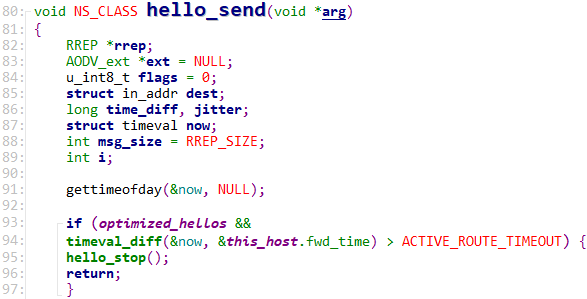 80: void NS_CLASS hello_send(void *arg)
81: {
82: RREP *rrep;
83: AODV_ext *ext = NULL;
84: u_int8_t flags = 0;
85: struct in_addr dest;
86: long time_diff, jitter;
87: struct timeval now;
88: int msg_size = RREP_SIZE;
89: int i;
90:
91: gettimeofday(&now, NULL);
92:
93: if (optimized_hellos &&
94: timeval_diff(&now, &this_host.fwd_time) > ACTIVE_ROUTE_TIMEOUT) {
95: hello_stop();
96: return;
97: }